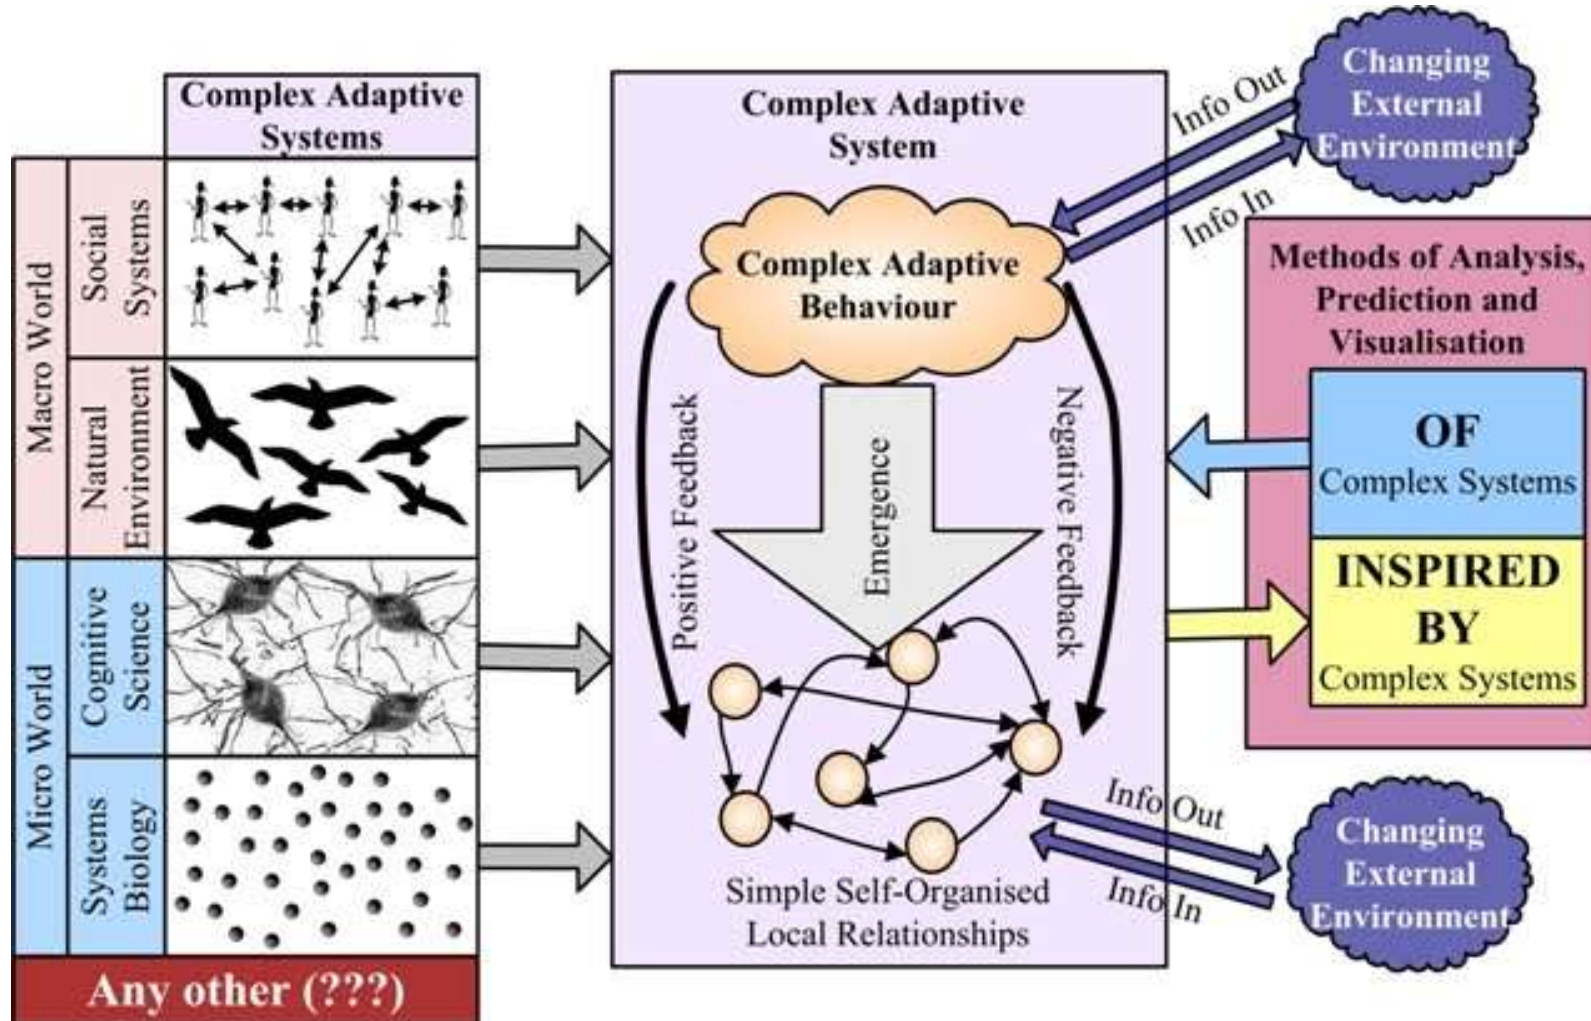 Complex Adaptive
Systems
Macro World
Social
Systems
Natural
Environment
Micro World
Cognitive
Science
Systems
Biology
Any other (???)
Complex Adaptive
System
Complex Adaptive
Behaviour
Positive Feedback
Emergence
Negative Feedback
Simple Self-Organised
Local Relationships
Info Out
Info In
Changing
External
Environment
Methods of Analysis,
Prediction and
Visualisation
OF
Complex Systems
INSPIRED
BY
Complex Systems
Info Out
Info In
Changing
External
Environment